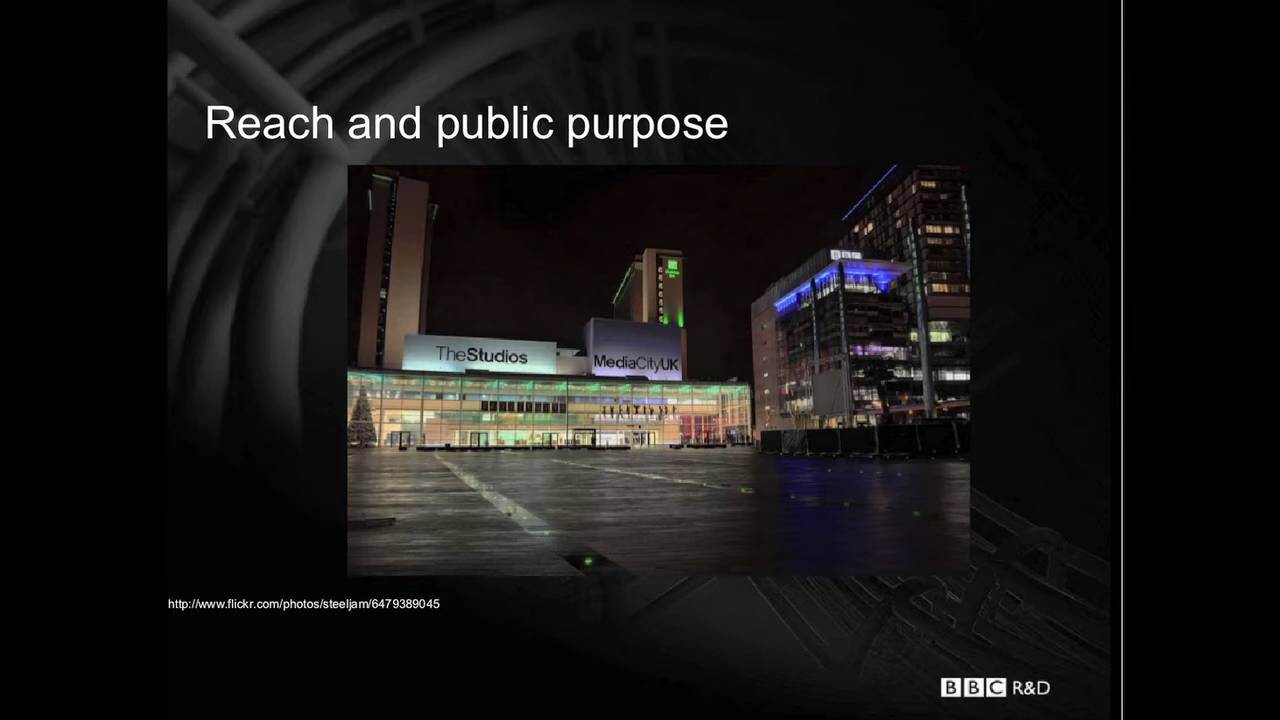 Reach and public purpose
BBC
TheStudios
MediaCityUK
http://www.flickr.com/photos/steeljam/6479389045
BBC R&D